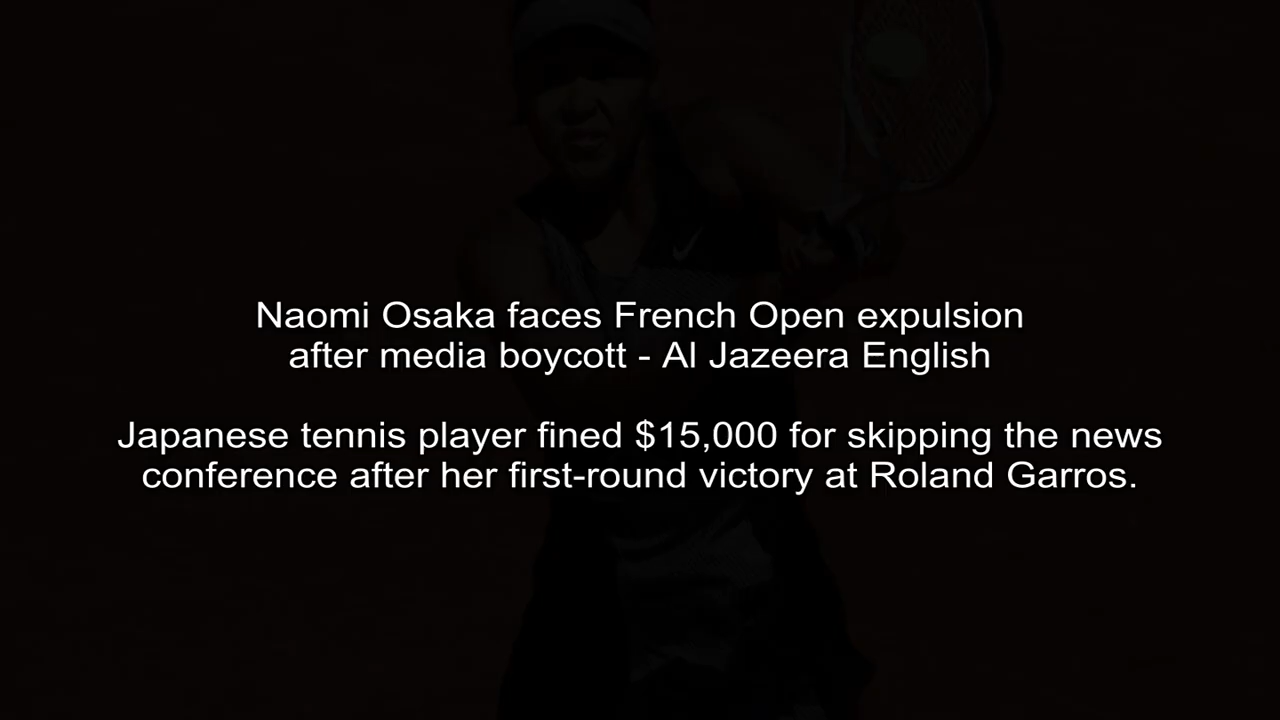 Naomi Osaka faces French Open expulsion
after media boycott - Al Jazeera English
Japanese tennis player fined $15,000 for skipping the news
conference after her first-round victory at Roland Garros.